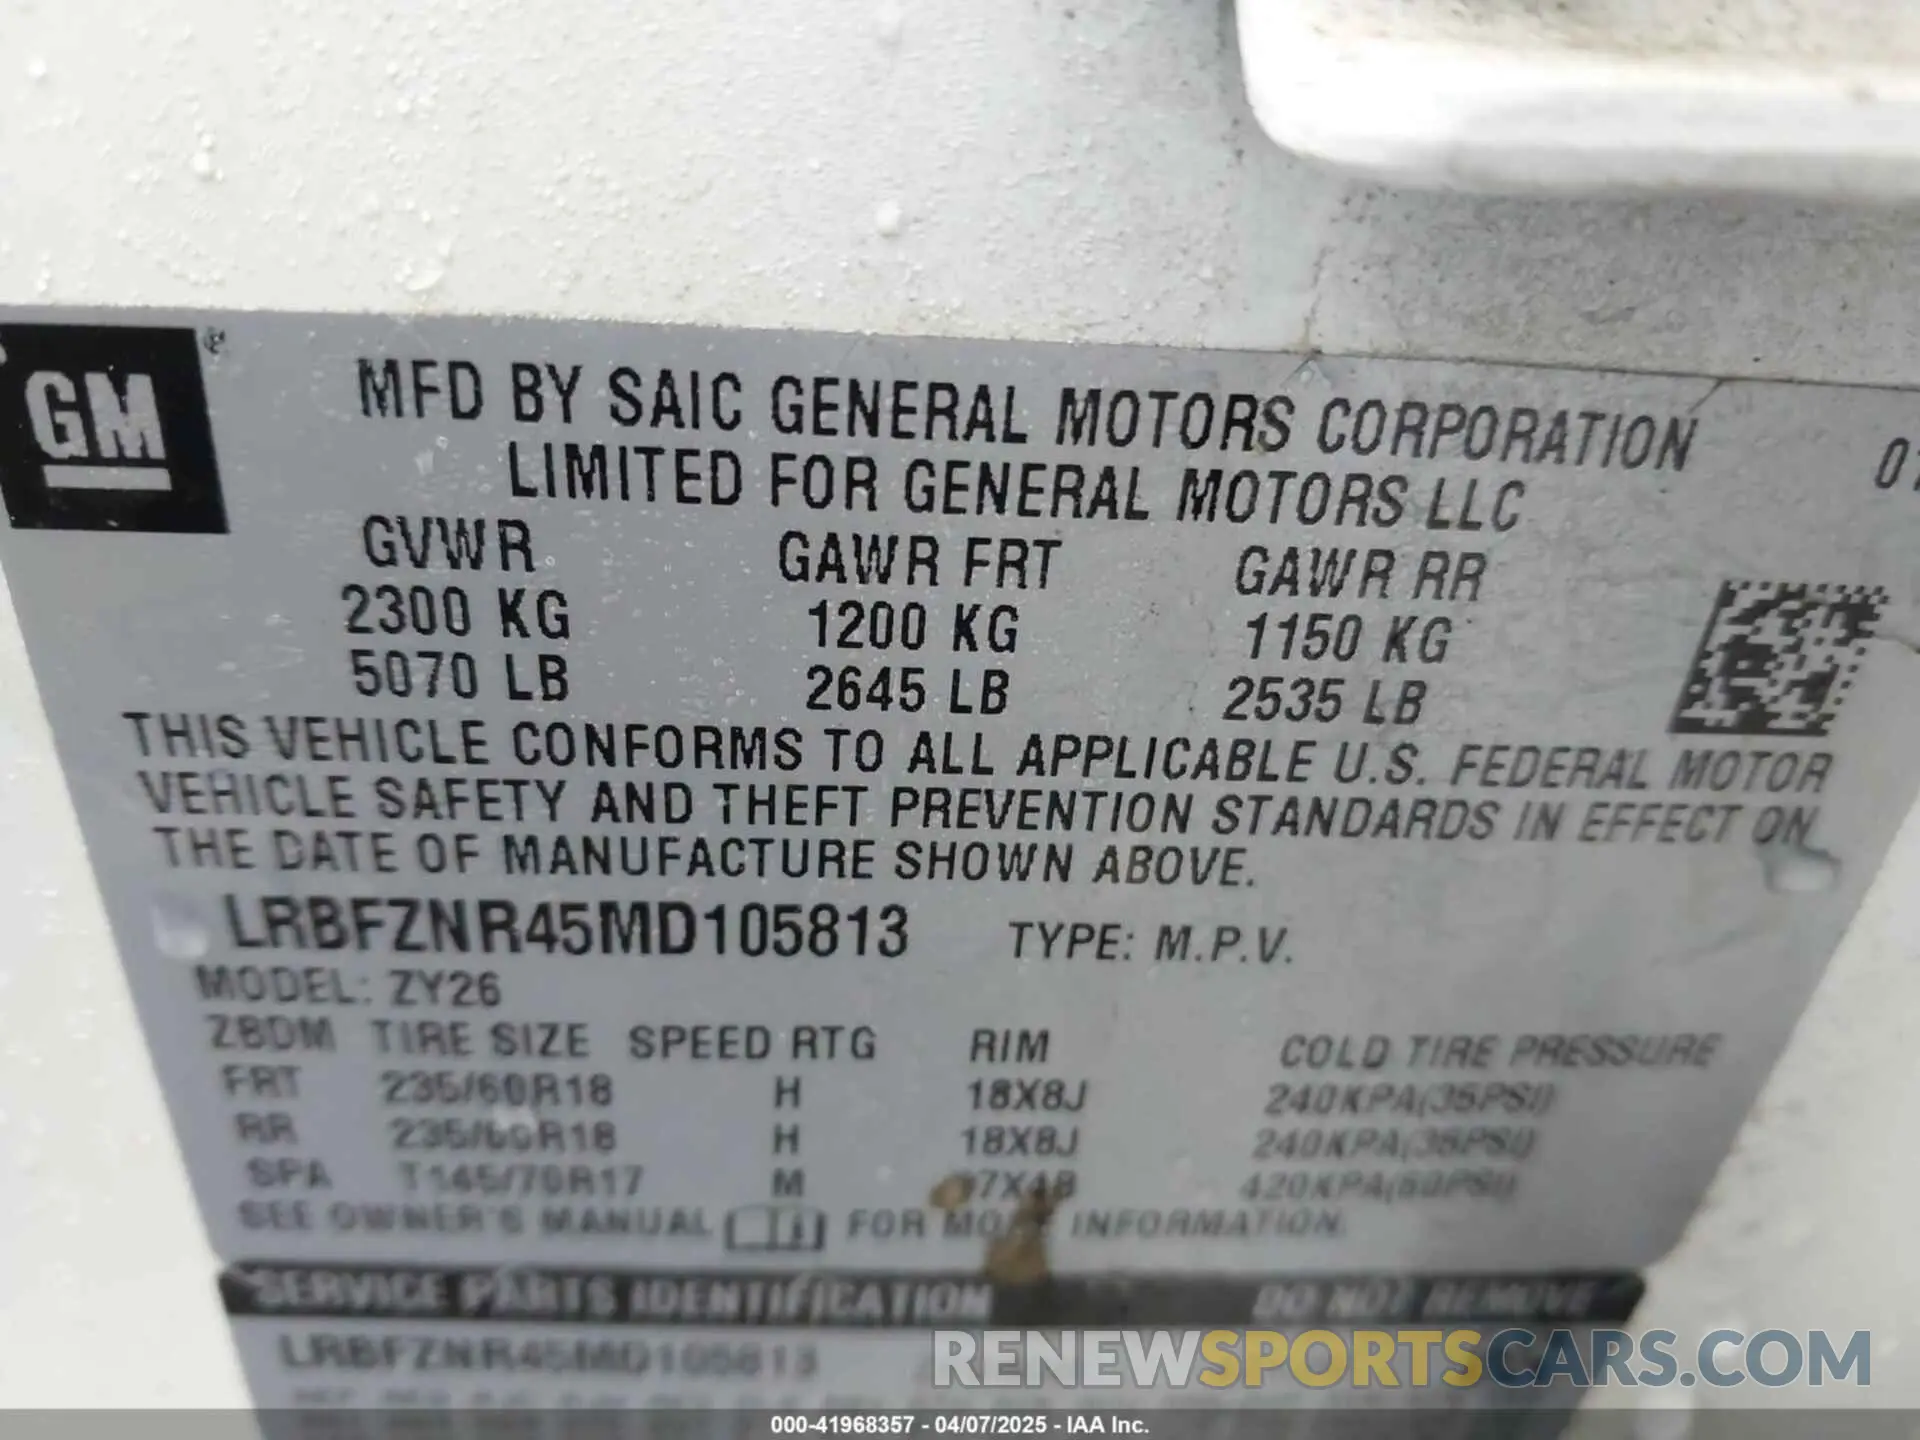 GM ®
MFD BY SAIC GENERAL MOTORS CORPORATION
LIMITED FOR GENERAL MOTORS LLC
GVWR GAWR FRT GAWR RR
2300 KG 1200 KG 1150 KG
5070 LB 2645 LB 2535 LB
THIS VEHICLE CONFORMS TO ALL APPLICABLE U.S. FEDERAL MOTOR
VEHICLE SAFETY AND THEFT PREVENTION STANDARDS IN EFFECT ON
THE DATE OF MANUFACTURE SHOWN ABOVE.
LRBFZNR45MD105813 TYPE: M.P.V.
MODEL: ZY26
ZBDM TIRE SIZE SPEED RTG RIM COLD TIRE PRESSURE
FRT 235/60R18 H 18X8J 240KPA(35PSI)
RR 235/60R18 H 18X8J 240KPA(35PSI)
SPA T145/70R17 M 420KPA(60PSI)
SEE OWNER'S MANUAL FOR MORE INFORMATION.
SERVICE PARTS IDENTIFICATION DO NOT REMOVE
LRBFZNR45MD105813
RENEWSPORTSCARS.COM
000-41968357 - 04/07/2025 - IAA Inc.